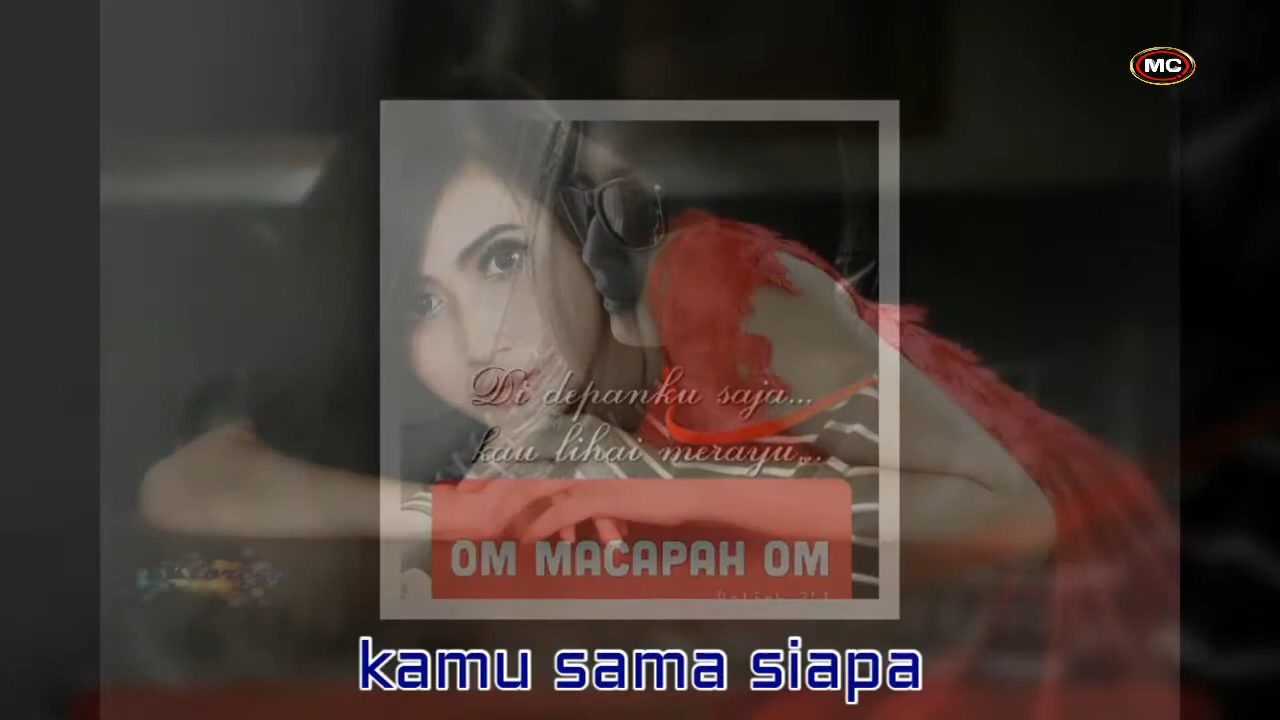 MC
Di depanku saja...
kau lihai merayu...
OM MACAPAH OM
kamu sama siapa